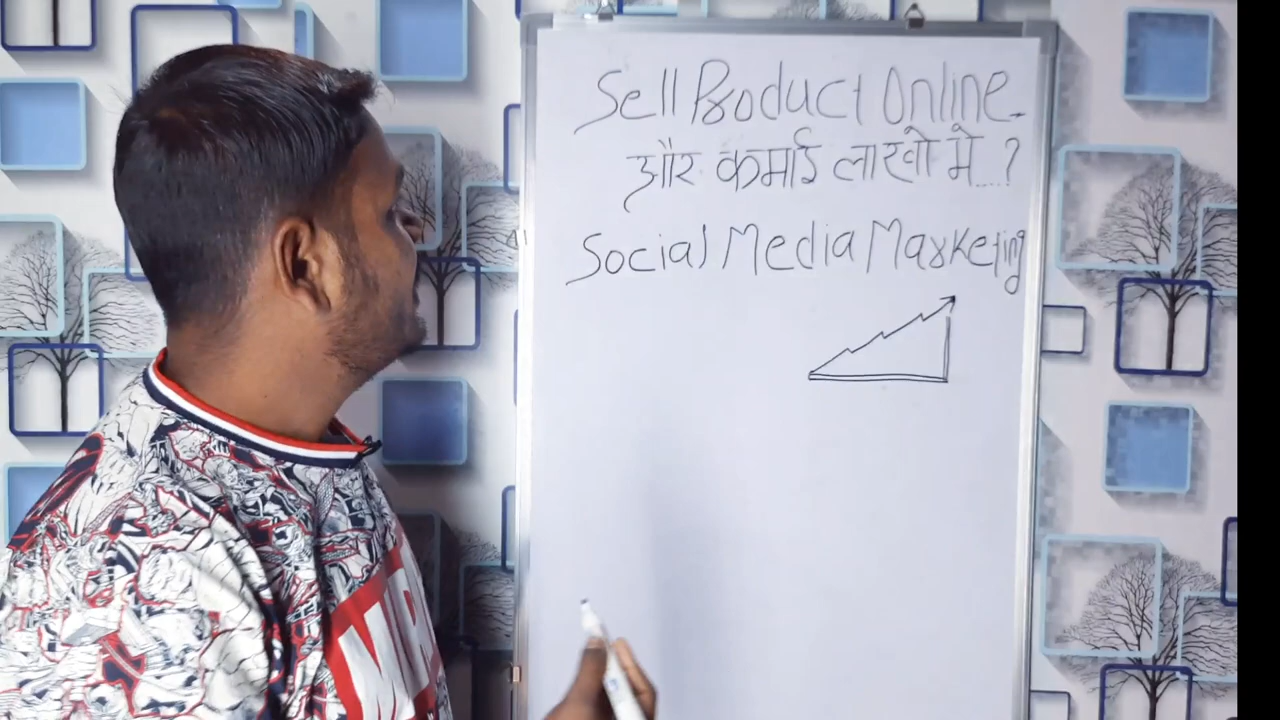 Sell Product Online.
और कमाई लाखो मे....?
Social Media Marketing